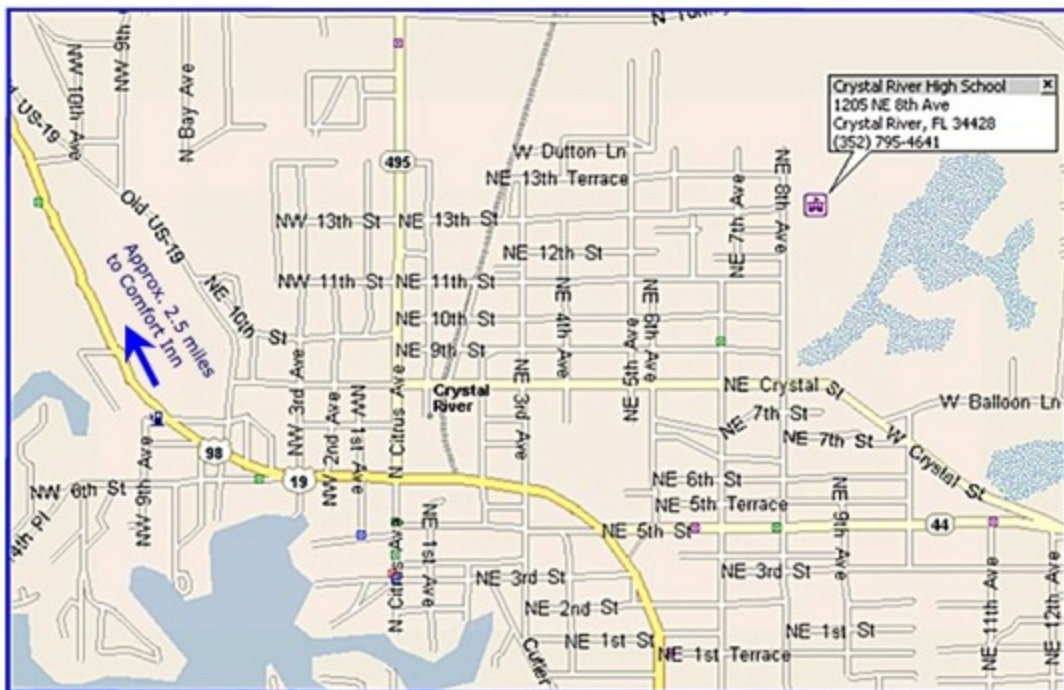 N Turkey
NW 9th
NW 10th Ave
N Bay Ave
Old US-19
Crystal River High School
1205 NE 8th Ave
Crystal River, FL 34428
(352) 795-4641
495
W Dutton Ln
NE 13th Terrace
NE 7th Ave
NE 8th Ave
Old US-19
NW 13th St
NE 13th St
NE 12th St
Approx. 2.5 miles
to Comfort Inn
NW 11th St
NE 11th St
NE 10th St
NE 10th St
NE 4th Ave
NE 5th Ave
NE 6th Ave
NE 9th St
NW 3rd Ave
NW 2nd Ave
NW 1st Ave
N Citrus Ave
Crystal
River
NE 3rd Ave
NE Crystal St
W Balloon Ln
NE 7th St
NE 7th St
W Crystal St
98
19
NW 6th St
NW 9th Ave
14th Pl
NE 6th St
NE 5th Terrace
NE 9th Ave
NE 5th St
44
N Citrus Ave
NE 1st Ave
NE 3rd St
NE 3rd St
NE 2nd St
NE 1st St
NE 1st St
NE 1st Terrace
Cutler
NE 11th Ave
NE 12th Ave